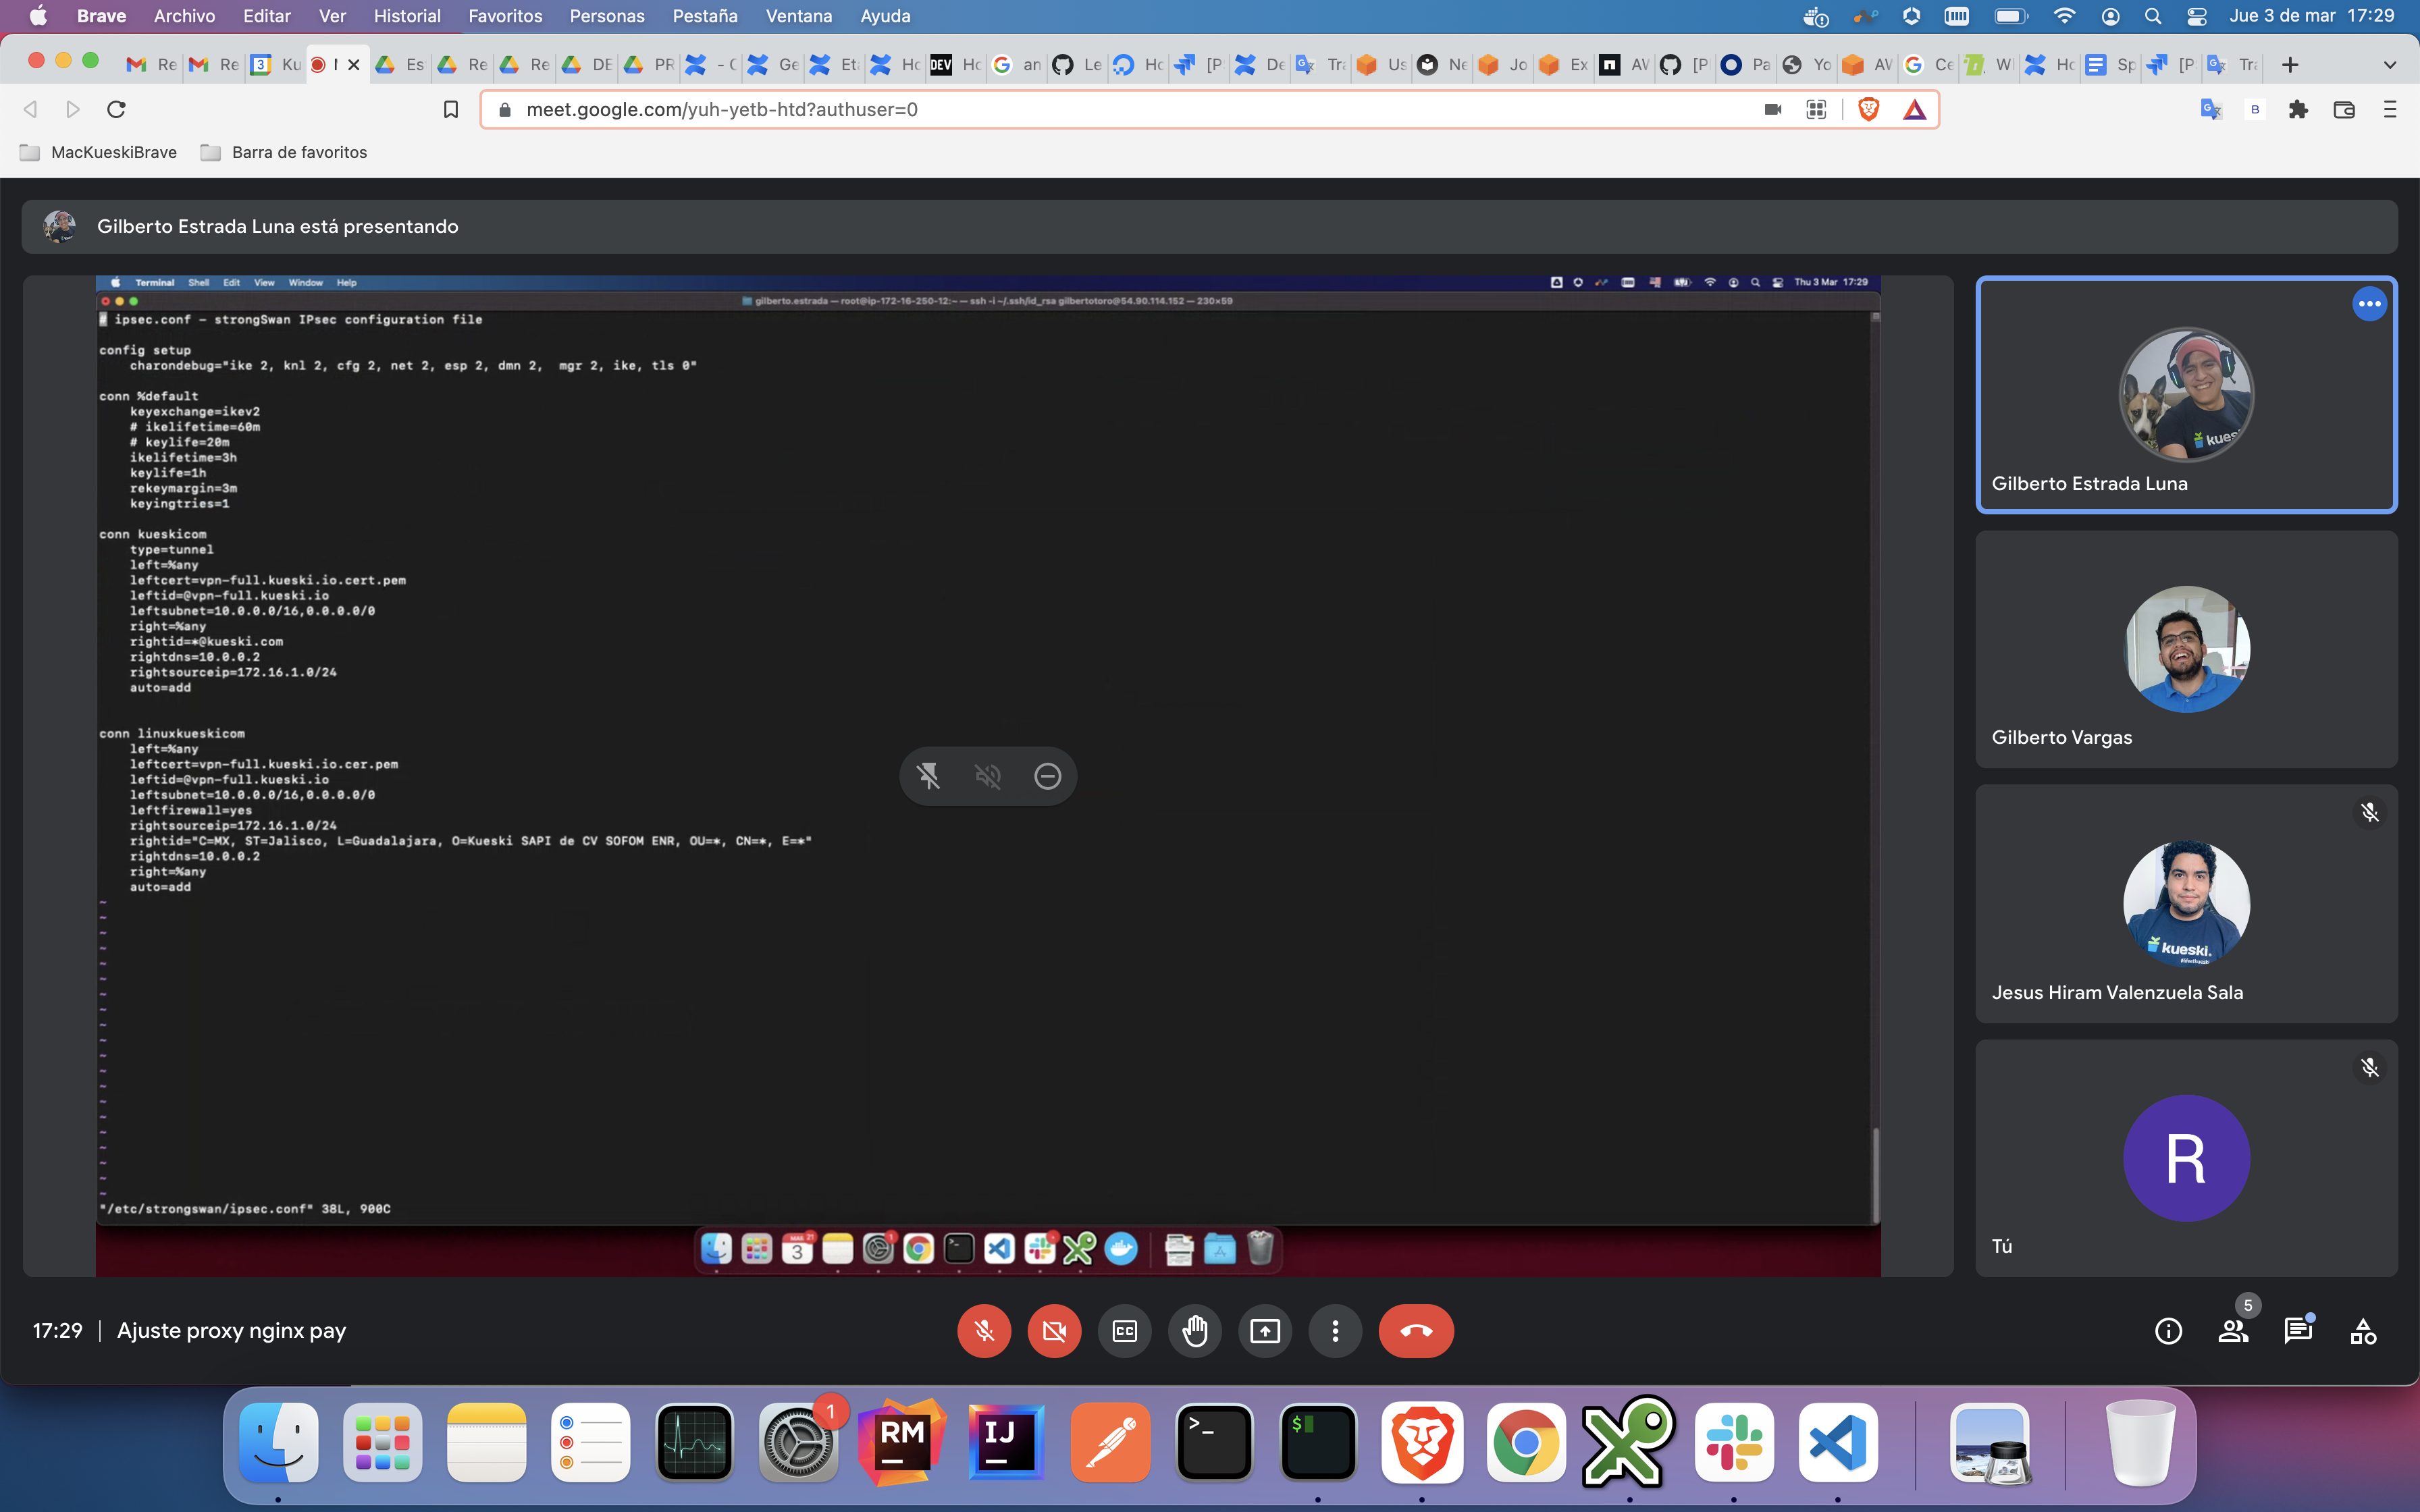 Brave Archivo Editar Ver Historial Favoritos Personas Pestaña Ventana Ayuda Jue 3 de mar 17:29
Re Re 3 Ku Es Re Re DE PR - C Ge Et Hc DEV Hc an Le Hc [P De Tr Us Ne Jo Ex AV [P Pa Yo AV Ce W Hc Sp [P Tr
meet.google.com/yuh-yetb-htd?authuser=0 B
MacKueskiBrave Barra de favoritos
Gilberto Estrada Luna está presentando
Terminal Shell Edit View Window Help Thu 3 Mar 17:29
gilberto.estrada — root@ip-172-16-250-12:~ — ssh -i ~/.ssh/id_rsa gilbertotoro@54.90.114.152 — 230×59
# ipsec.conf - strongSwan IPsec configuration file
config setup
charondebug="ike 2, knl 2, cfg 2, net 2, esp 2, dmn 2,  mgr 2, ike, tls 0"
conn %default
keyexchange=ikev2
# ikelifetime=60m
# keylife=20m
ikelifetime=3h
keylife=1h
rekeymargin=3m
keyingtries=1
conn kueskicom
type=tunnel
left=%any
leftcert=vpn-full.kueski.io.cert.pem
leftid=@vpn-full.kueski.io
leftsubnet=10.0.0.0/16,0.0.0.0/0
right=%any
rightid=*@kueski.com
rightdns=10.0.0.2
rightsourceip=172.16.1.0/24
auto=add
conn linuxkueskicom
left=%any
leftcert=vpn-full.kueski.io.cer.pem
leftid=@vpn-full.kueski.io
leftsubnet=10.0.0.0/16,0.0.0.0/0
leftfirewall=yes
rightsourceip=172.16.1.0/24
rightid="C=MX, ST=Jalisco, L=Guadalajara, O=Kueski SAPI de CV SOFOM ENR, OU=*, CN=*, E=*"
rightdns=10.0.0.2
right=%any
auto=add
"/etc/strongswan/ipsec.conf" 38L, 900C
Gilberto Estrada Luna
Gilberto Vargas
kueski.
Jesus Hiram Valenzuela Sala
R
Tú
17:29 | Ajuste proxy nginx pay
5
1
RM
IJ